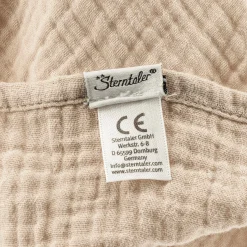 Sterntaler®
CE
Sterntaler GmbH
Werkstr. 6-8
D 65599 Dornburg
Germany
info@sterntaler.com
www.sterntaler.com